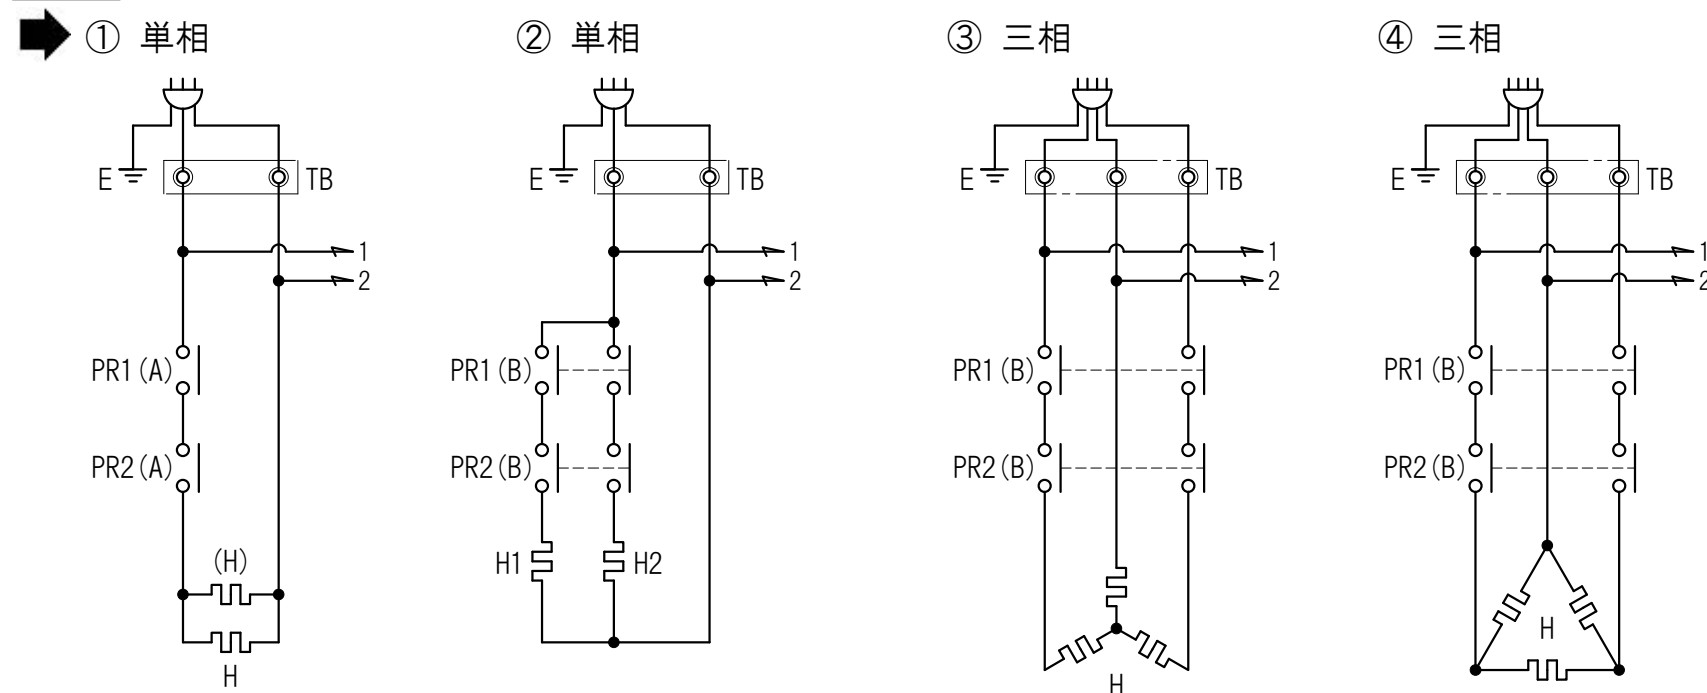 ① 単相
② 単相
③ 三相
④ 三相
E
TB
E
TB
E
TB
E
TB
1
2
1
2
1
2
1
2
PR1(A)
PR1(B)
PR1(B)
PR1(B)
PR2(A)
PR2(B)
PR2(B)
PR2(B)
(H)
H
H1
H2
H
H